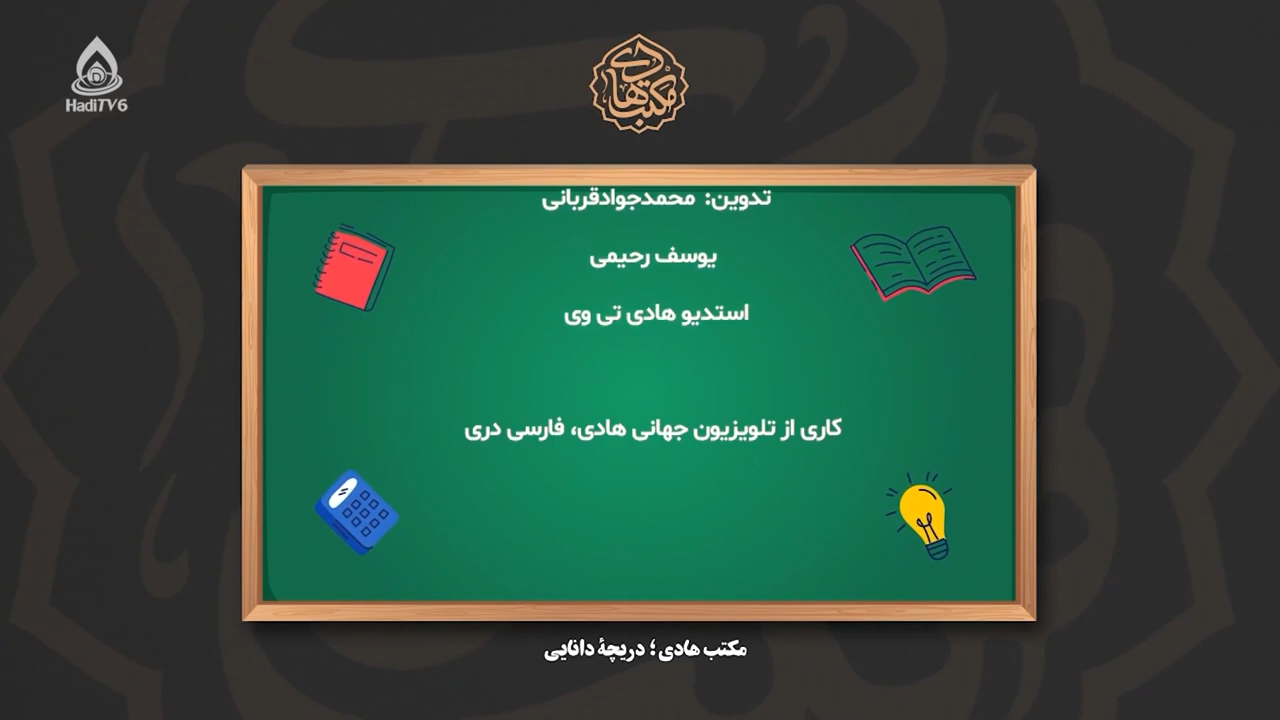 HadiTV6
مکتب هادی
تدوین: محمدجوادقربانی
یوسف رحیمی
استدیو هادی تی وی
کاری از تلویزیون جهانی هادی، فارسی دری
مکتب هادی؛ دریچهٔ دانایی